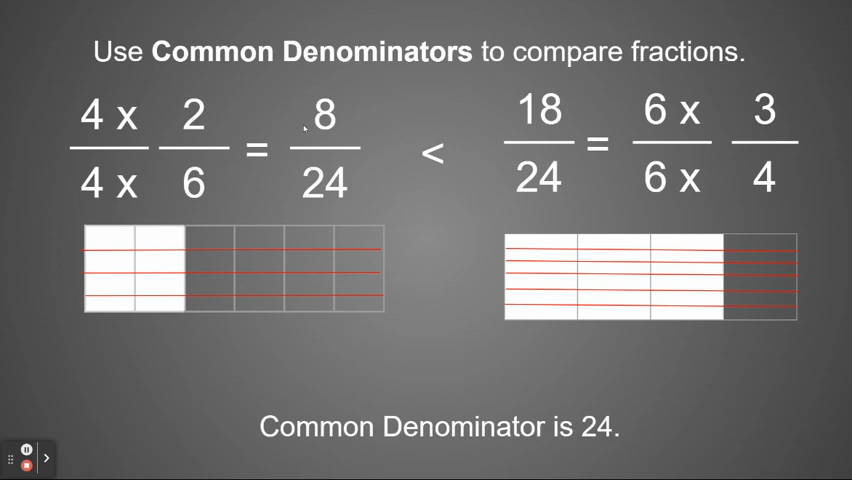 Use Common Denominators to compare fractions.
4 x 2 = 8 < 18 = 6 x 3
4 x 6 24 24 6 x 4
Common Denominator is 24.